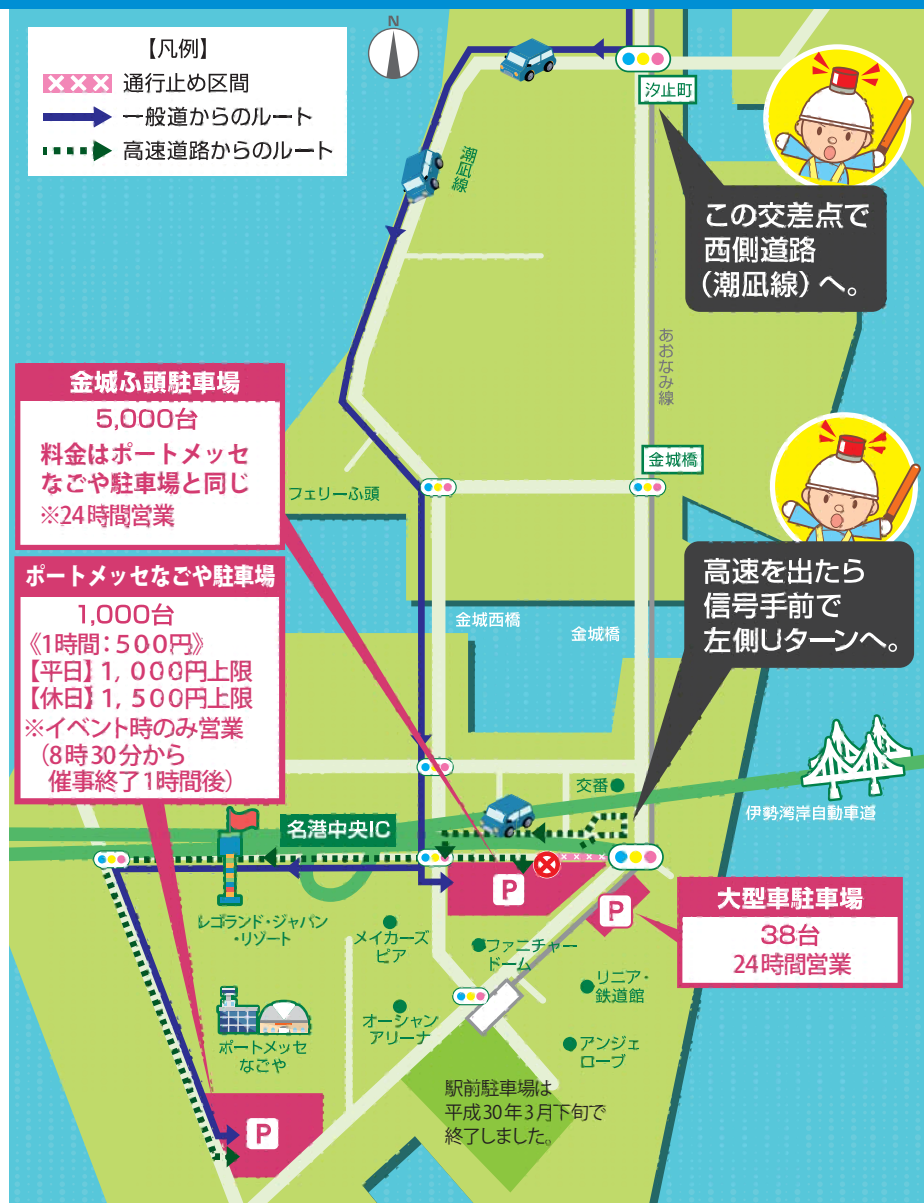 【凡例】
通行止め区間
一般道からのルート
高速道路からのルート
N
汐止町
潮凪線
この交差点で
西側道路
（潮凪線）へ。
あおなみ線
金城ふ頭駐車場
5,000台
料金はポートメッセ
なごや駐車場と同じ
※24時間営業
フェリーふ頭
金城橋
ポートメッセなごや駐車場
1,000台
《1時間：500円》
【平日】1,000円上限
【休日】1,500円上限
※イベント時のみ営業
（8時30分から
催事終了1時間後）
高速を出たら
信号手前で
左側Uターンへ。
金城西橋
金城橋
交番
伊勢湾岸自動車道
名港中央IC
P
P
大型車駐車場
38台
24時間営業
レゴランド・ジャパン
・リゾート
メイカーズ
ピア
ファニチャー
ドーム
リニア・
鉄道館
オーシャン
アリーナ
アンジェ
ローブ
ポートメッセ
なごや
駅前駐車場は
平成30年3月下旬で
終了しました。
P